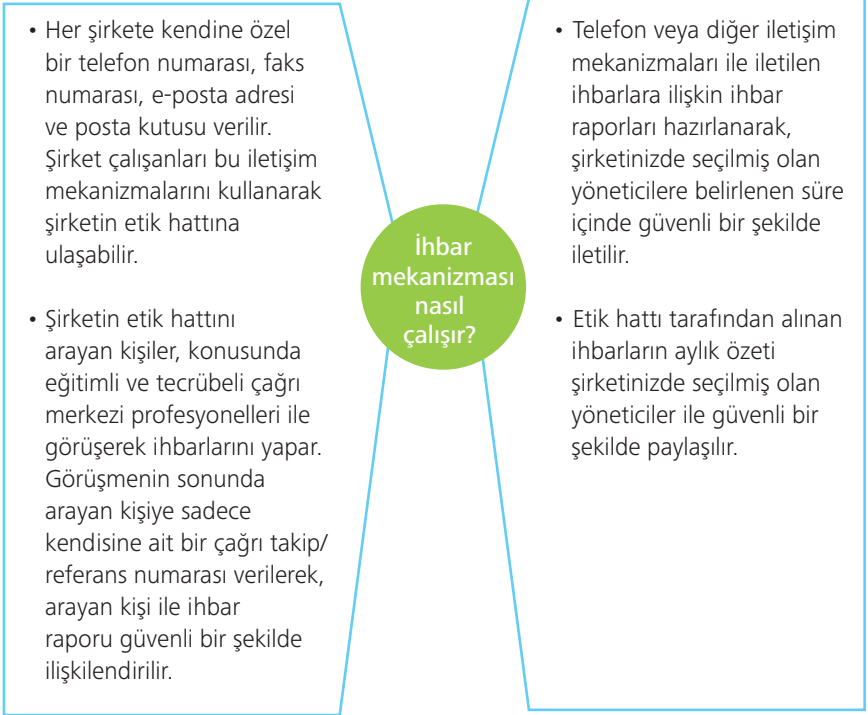 • Her şirkete kendine özel
bir telefon numarası, faks
numarası, e-posta adresi
ve posta kutusu verilir.
Şirket çalışanları bu iletişim
mekanizmalarını kullanarak
şirketin etik hattına
ulaşabilir.
• Şirketin etik hattını
arayan kişiler, konusunda
eğitimli ve tecrübeli çağrı
merkezi profesyonelleri ile
görüşerek ihbarlarını yapar.
Görüşmenin sonunda
arayan kişiye sadece
kendisine ait bir çağrı takip/
referans numarası verilerek,
arayan kişi ile ihbar
raporu güvenli bir şekilde
ilişkilendirilir.
İhbar
mekanizması
nasıl
çalışır?
• Telefon veya diğer iletişim
mekanizmaları ile iletilen
ihbarlara ilişkin ihbar
raporları hazırlanarak,
şirketinizde seçilmiş olan
yöneticilere belirlenen süre
içinde güvenli bir şekilde
iletilir.
• Etik hattı tarafından alınan
ihbarların aylık özeti
şirketinizde seçilmiş olan
yöneticiler ile güvenli bir
şekilde paylaşılır.